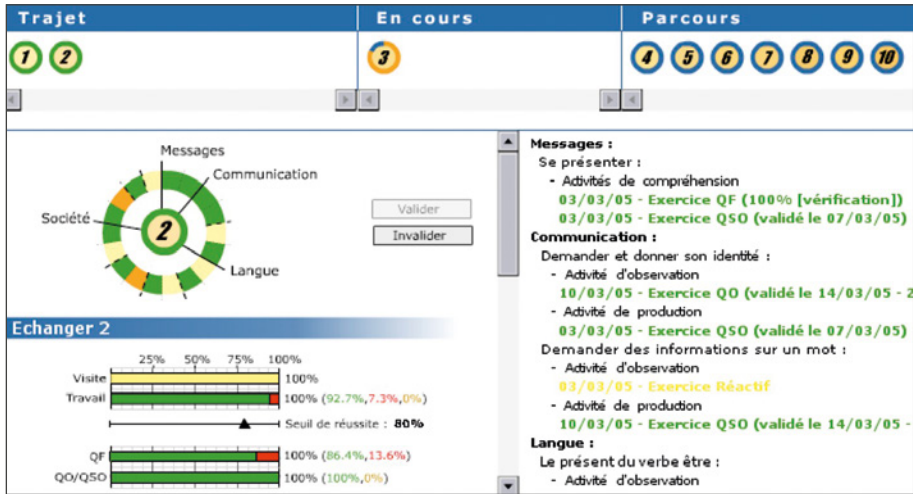 Trajet
En cours
Parcours
1 2
3
4 5 6 7 8 9 10
Messages
Communication
Société
2
Langue
Valider
Invalider
Echanger 2
25% 50% 75% 100%
Visite 100%
Travail 100% (92.7%,7.3%,0%)
Seuil de réussite : 80%
QF 100% (86.4%,13.6%)
QO/QSO 100% (100%,0%)
Messages :
Se présenter :
- Activités de compréhension
03/03/05 - Exercice QF (100% [vérification])
03/03/05 - Exercice QSO (validé le 07/03/05)
Communication :
Demander et donner son identité :
- Activité d'observation
10/03/05 - Exercice QO (validé le 14/03/05 - 2
- Activité de production
03/03/05 - Exercice QSO (validé le 07/03/05)
Demander des informations sur un mot :
- Activité d'observation
03/03/05 - Exercice Réactif
- Activité de production
10/03/05 - Exercice QSO (validé le 14/03/05 -
Langue :
Le présent du verbe être :
- Activité d'observation